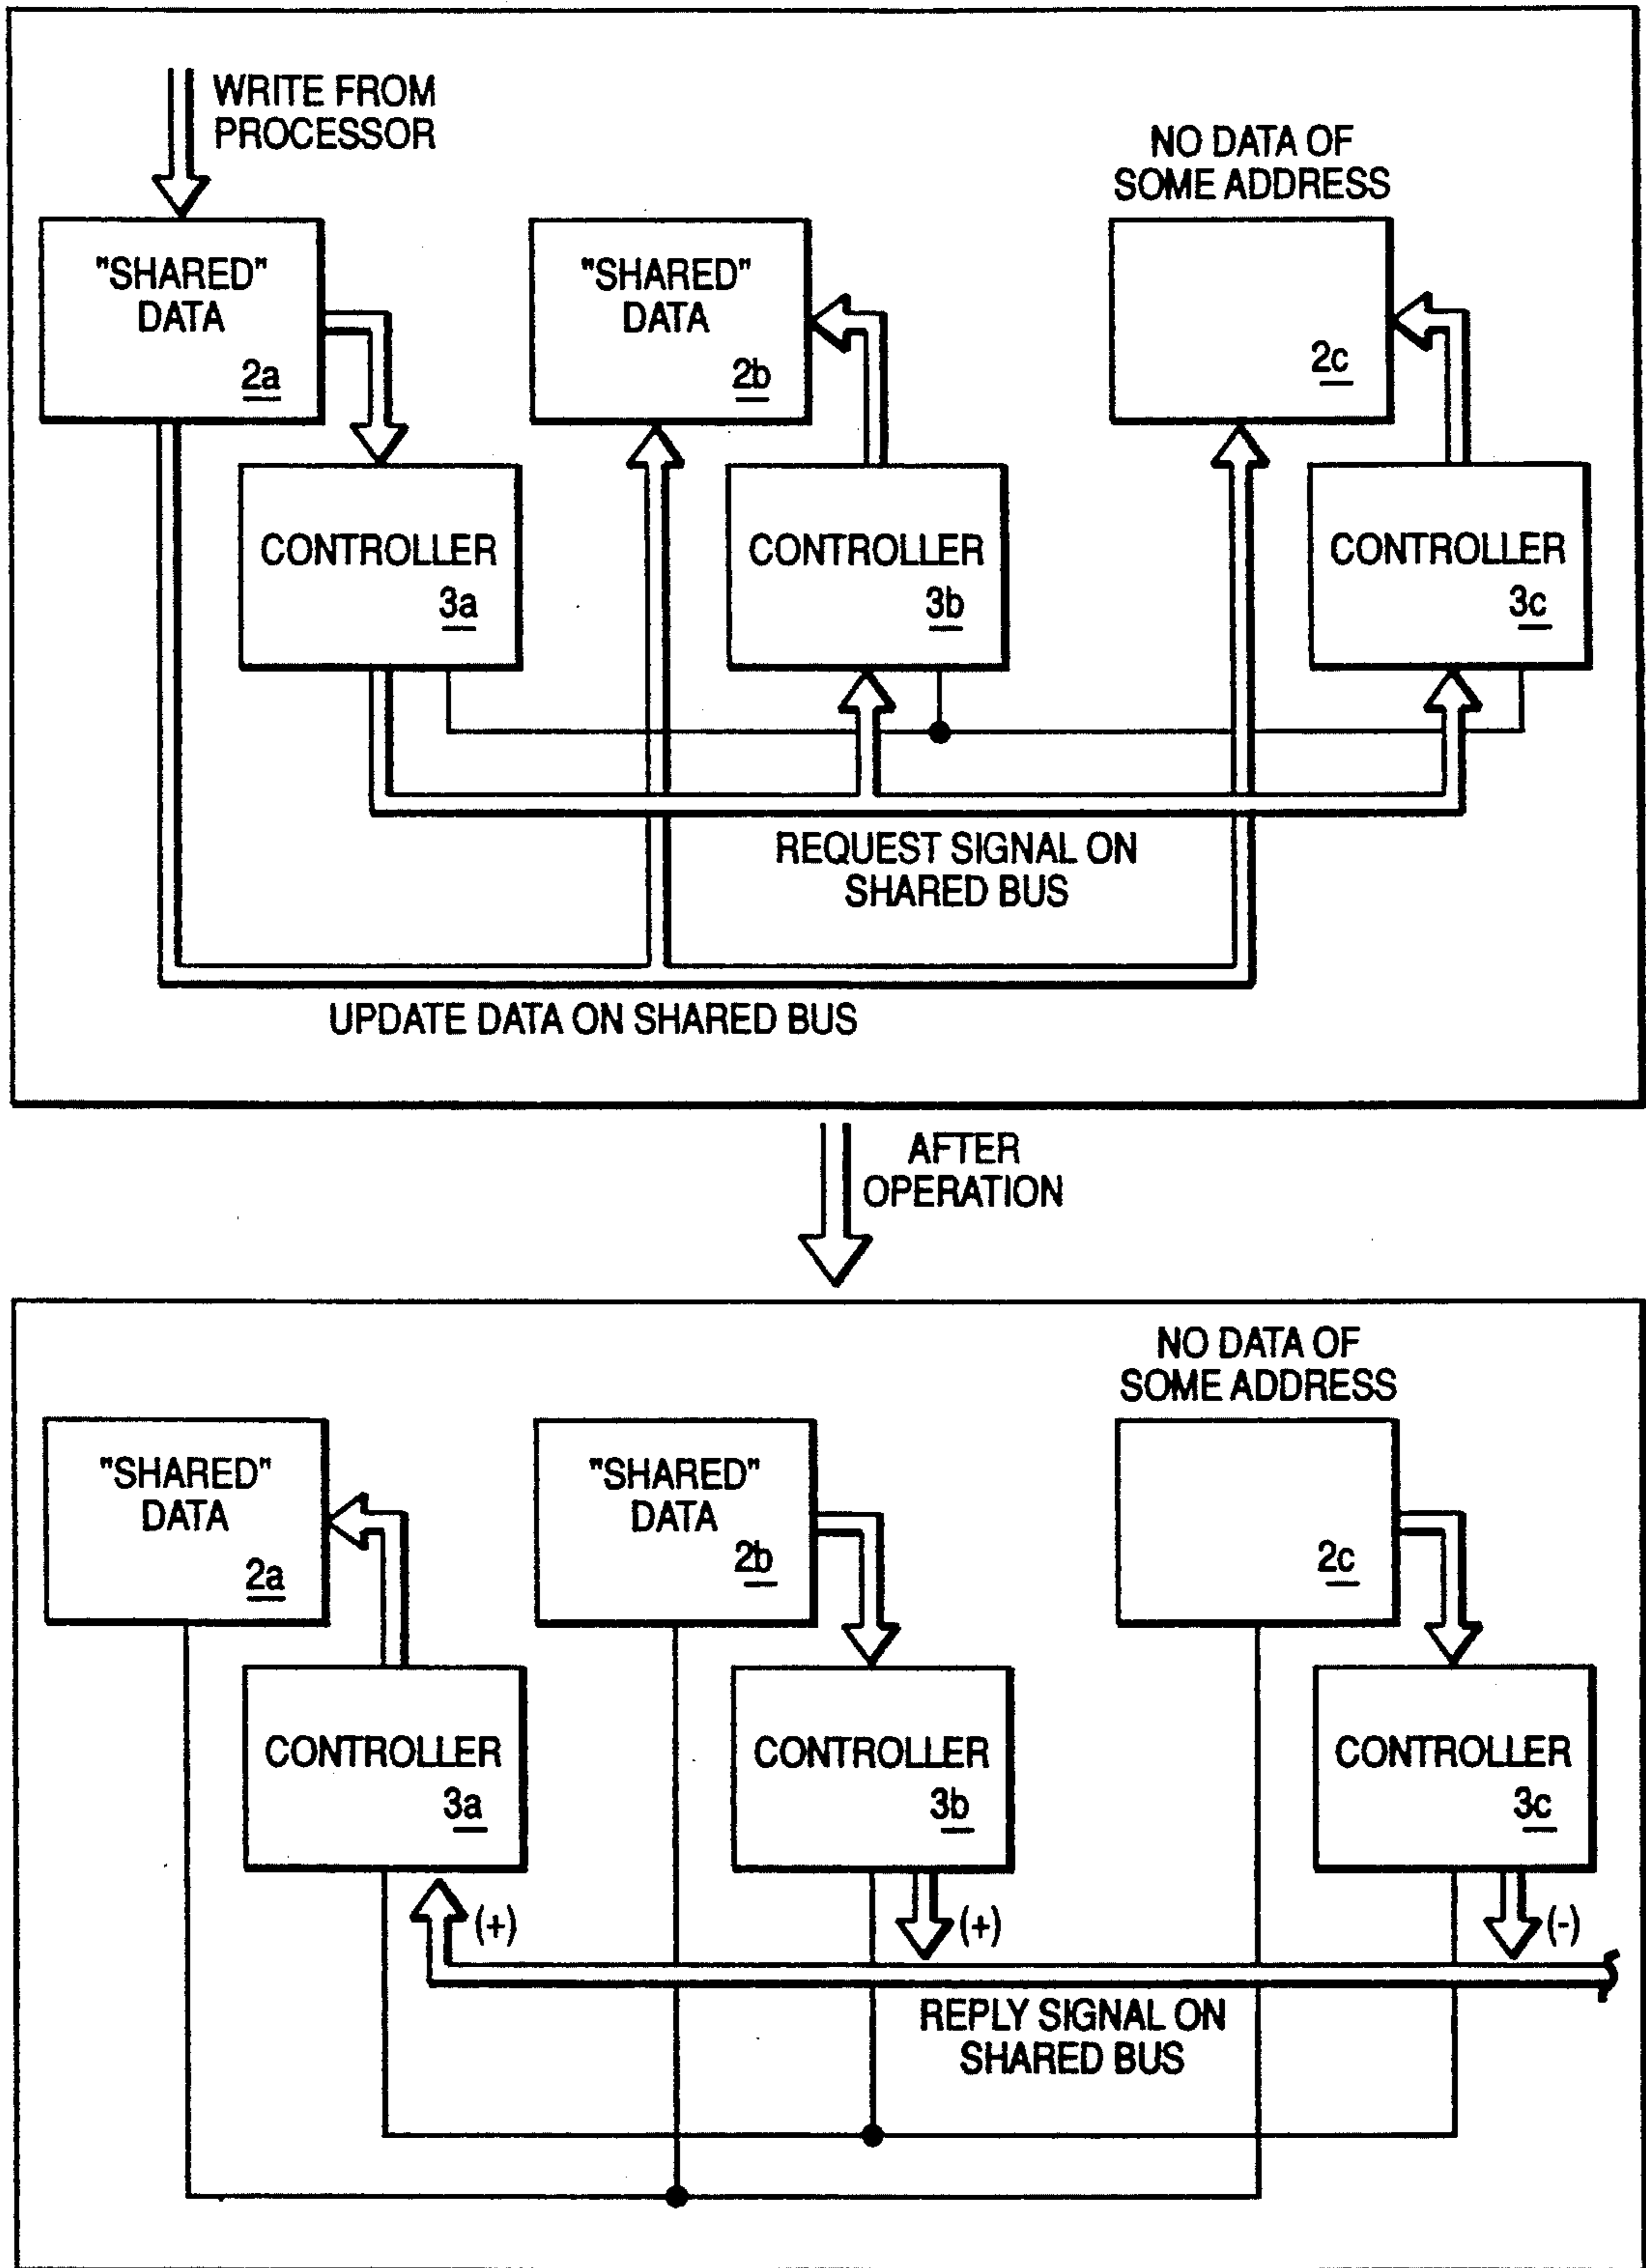 WRITE FROM
PROCESSOR
NO DATA OF
SOME ADDRESS
"SHARED"
DATA
2a
"SHARED"
DATA
2b
2c
CONTROLLER
3a
CONTROLLER
3b
CONTROLLER
3c
REQUEST SIGNAL ON
SHARED BUS
UPDATE DATA ON SHARED BUS
AFTER
OPERATION
NO DATA OF
SOME ADDRESS
"SHARED"
DATA
2a
"SHARED"
DATA
2b
2c
CONTROLLER
3a
CONTROLLER
3b
CONTROLLER
3c
(+)
(+)
(-)
REPLY SIGNAL ON
SHARED BUS